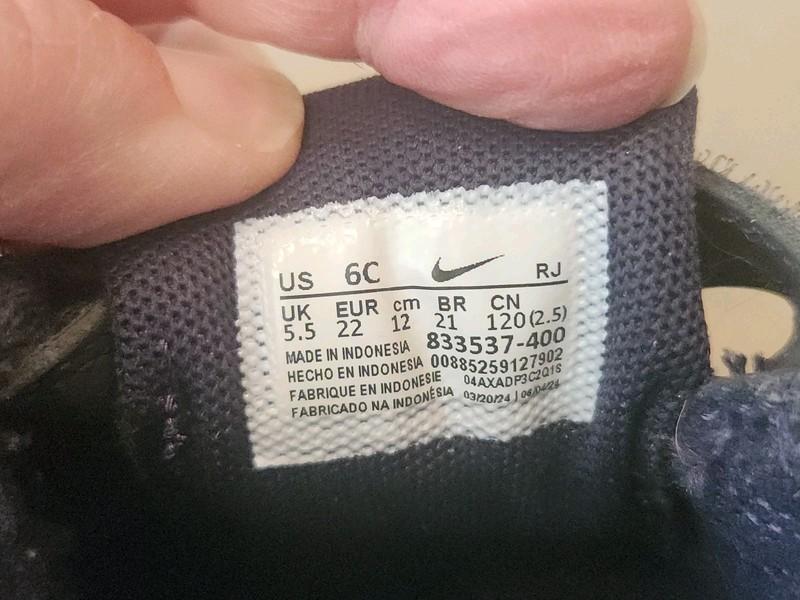 US 6C RJ
UK EUR cm BR CN
5.5 22 12 21 120(2.5)
MADE IN INDONESIA 833537-400
HECHO EN INDONESIA 00885259127902
FABRIQUE EN INDONESIE 04AXADP3C2Q1S
FABRICADO NA INDONÉSIA 03/20/24 | 06/04/24